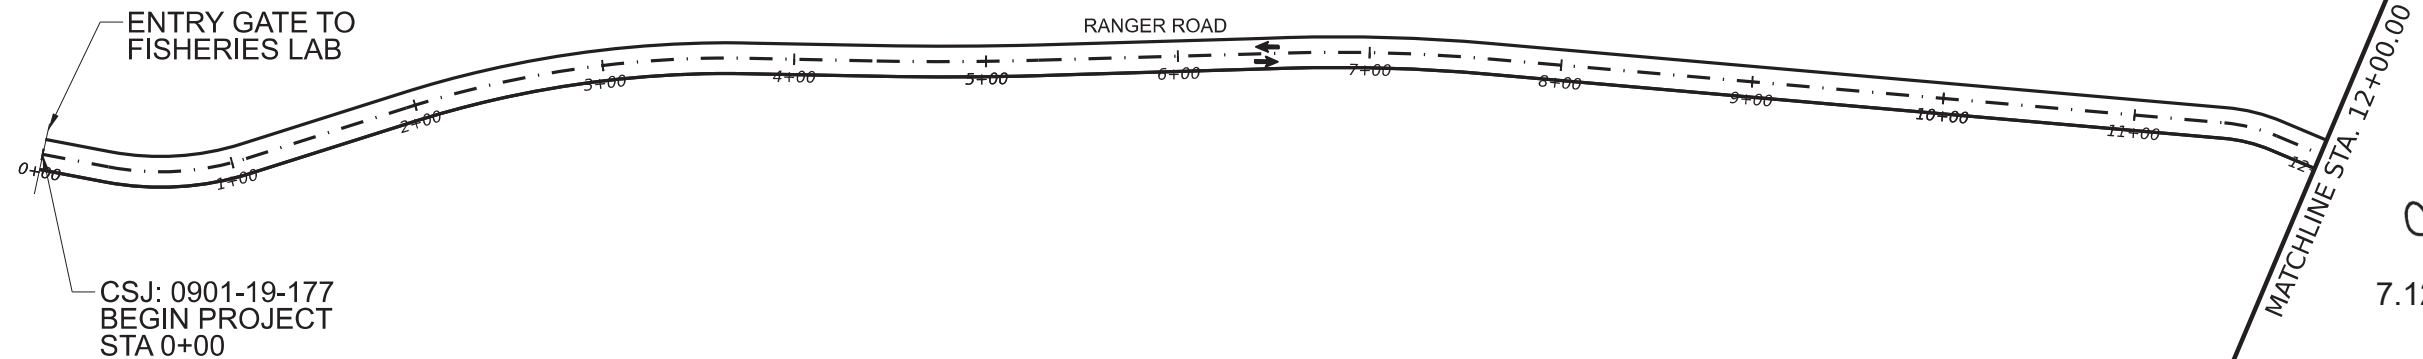 ENTRY GATE TO
FISHERIES LAB
RANGER ROAD
0+00
1+00
2+00
3+00
4+00
5+00
6+00
7+00
8+00
9+00
10+00
11+00
12
MATCHLINE STA. 12+00.00
CSJ: 0901-19-177
BEGIN PROJECT
STA 0+00